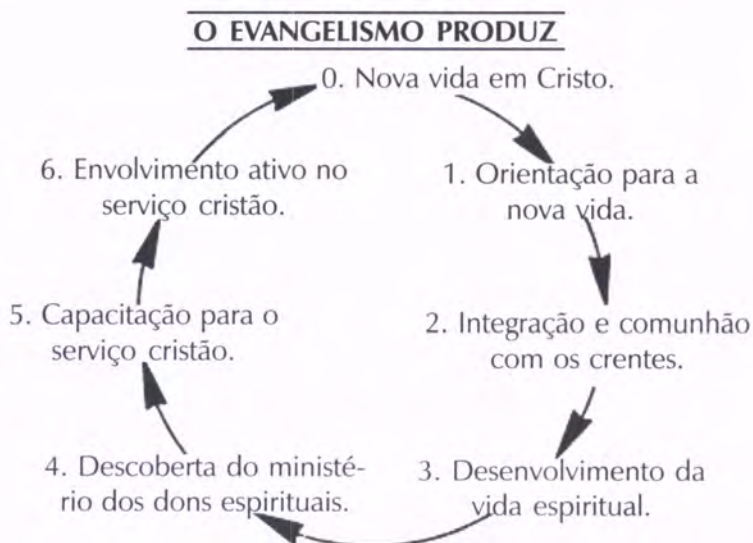 O EVANGELISMO PRODUZ
0. Nova vida em Cristo.
1. Orientação para a
nova vida.
2. Integração e comunhão
com os crentes.
3. Desenvolvimento da
vida espiritual.
4. Descoberta do ministé-
rio dos dons espirituais.
5. Capacitação para o
serviço cristão.
6. Envolvimento ativo no
serviço cristão.